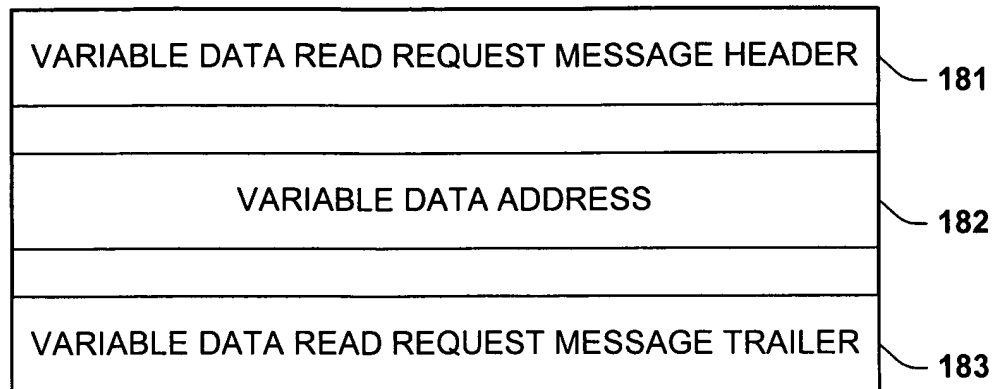 VARIABLE DATA READ REQUEST MESSAGE HEADER 181
VARIABLE DATA ADDRESS 182
VARIABLE DATA READ REQUEST MESSAGE TRAILER 183